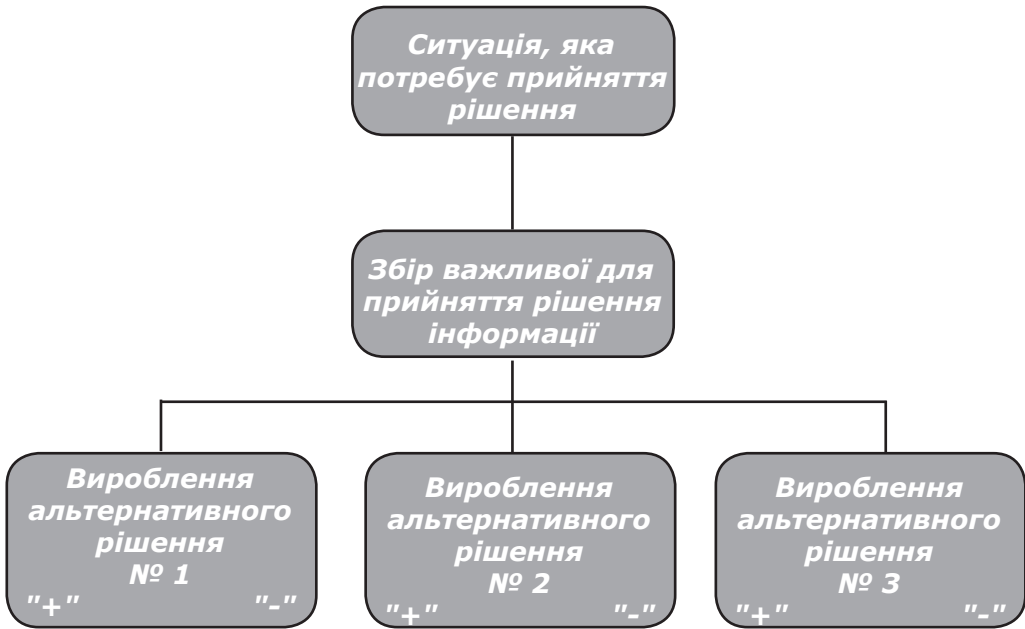 Ситуація, яка
потребує прийняття
рішення
Збір важливої для
прийняття рішення
інформації
Вироблення
альтернативного
рішення
№ 1
"+" "-"
Вироблення
альтернативного
рішення
№ 2
"+" "-"
Вироблення
альтернативного
рішення
№ 3
"+" "-"